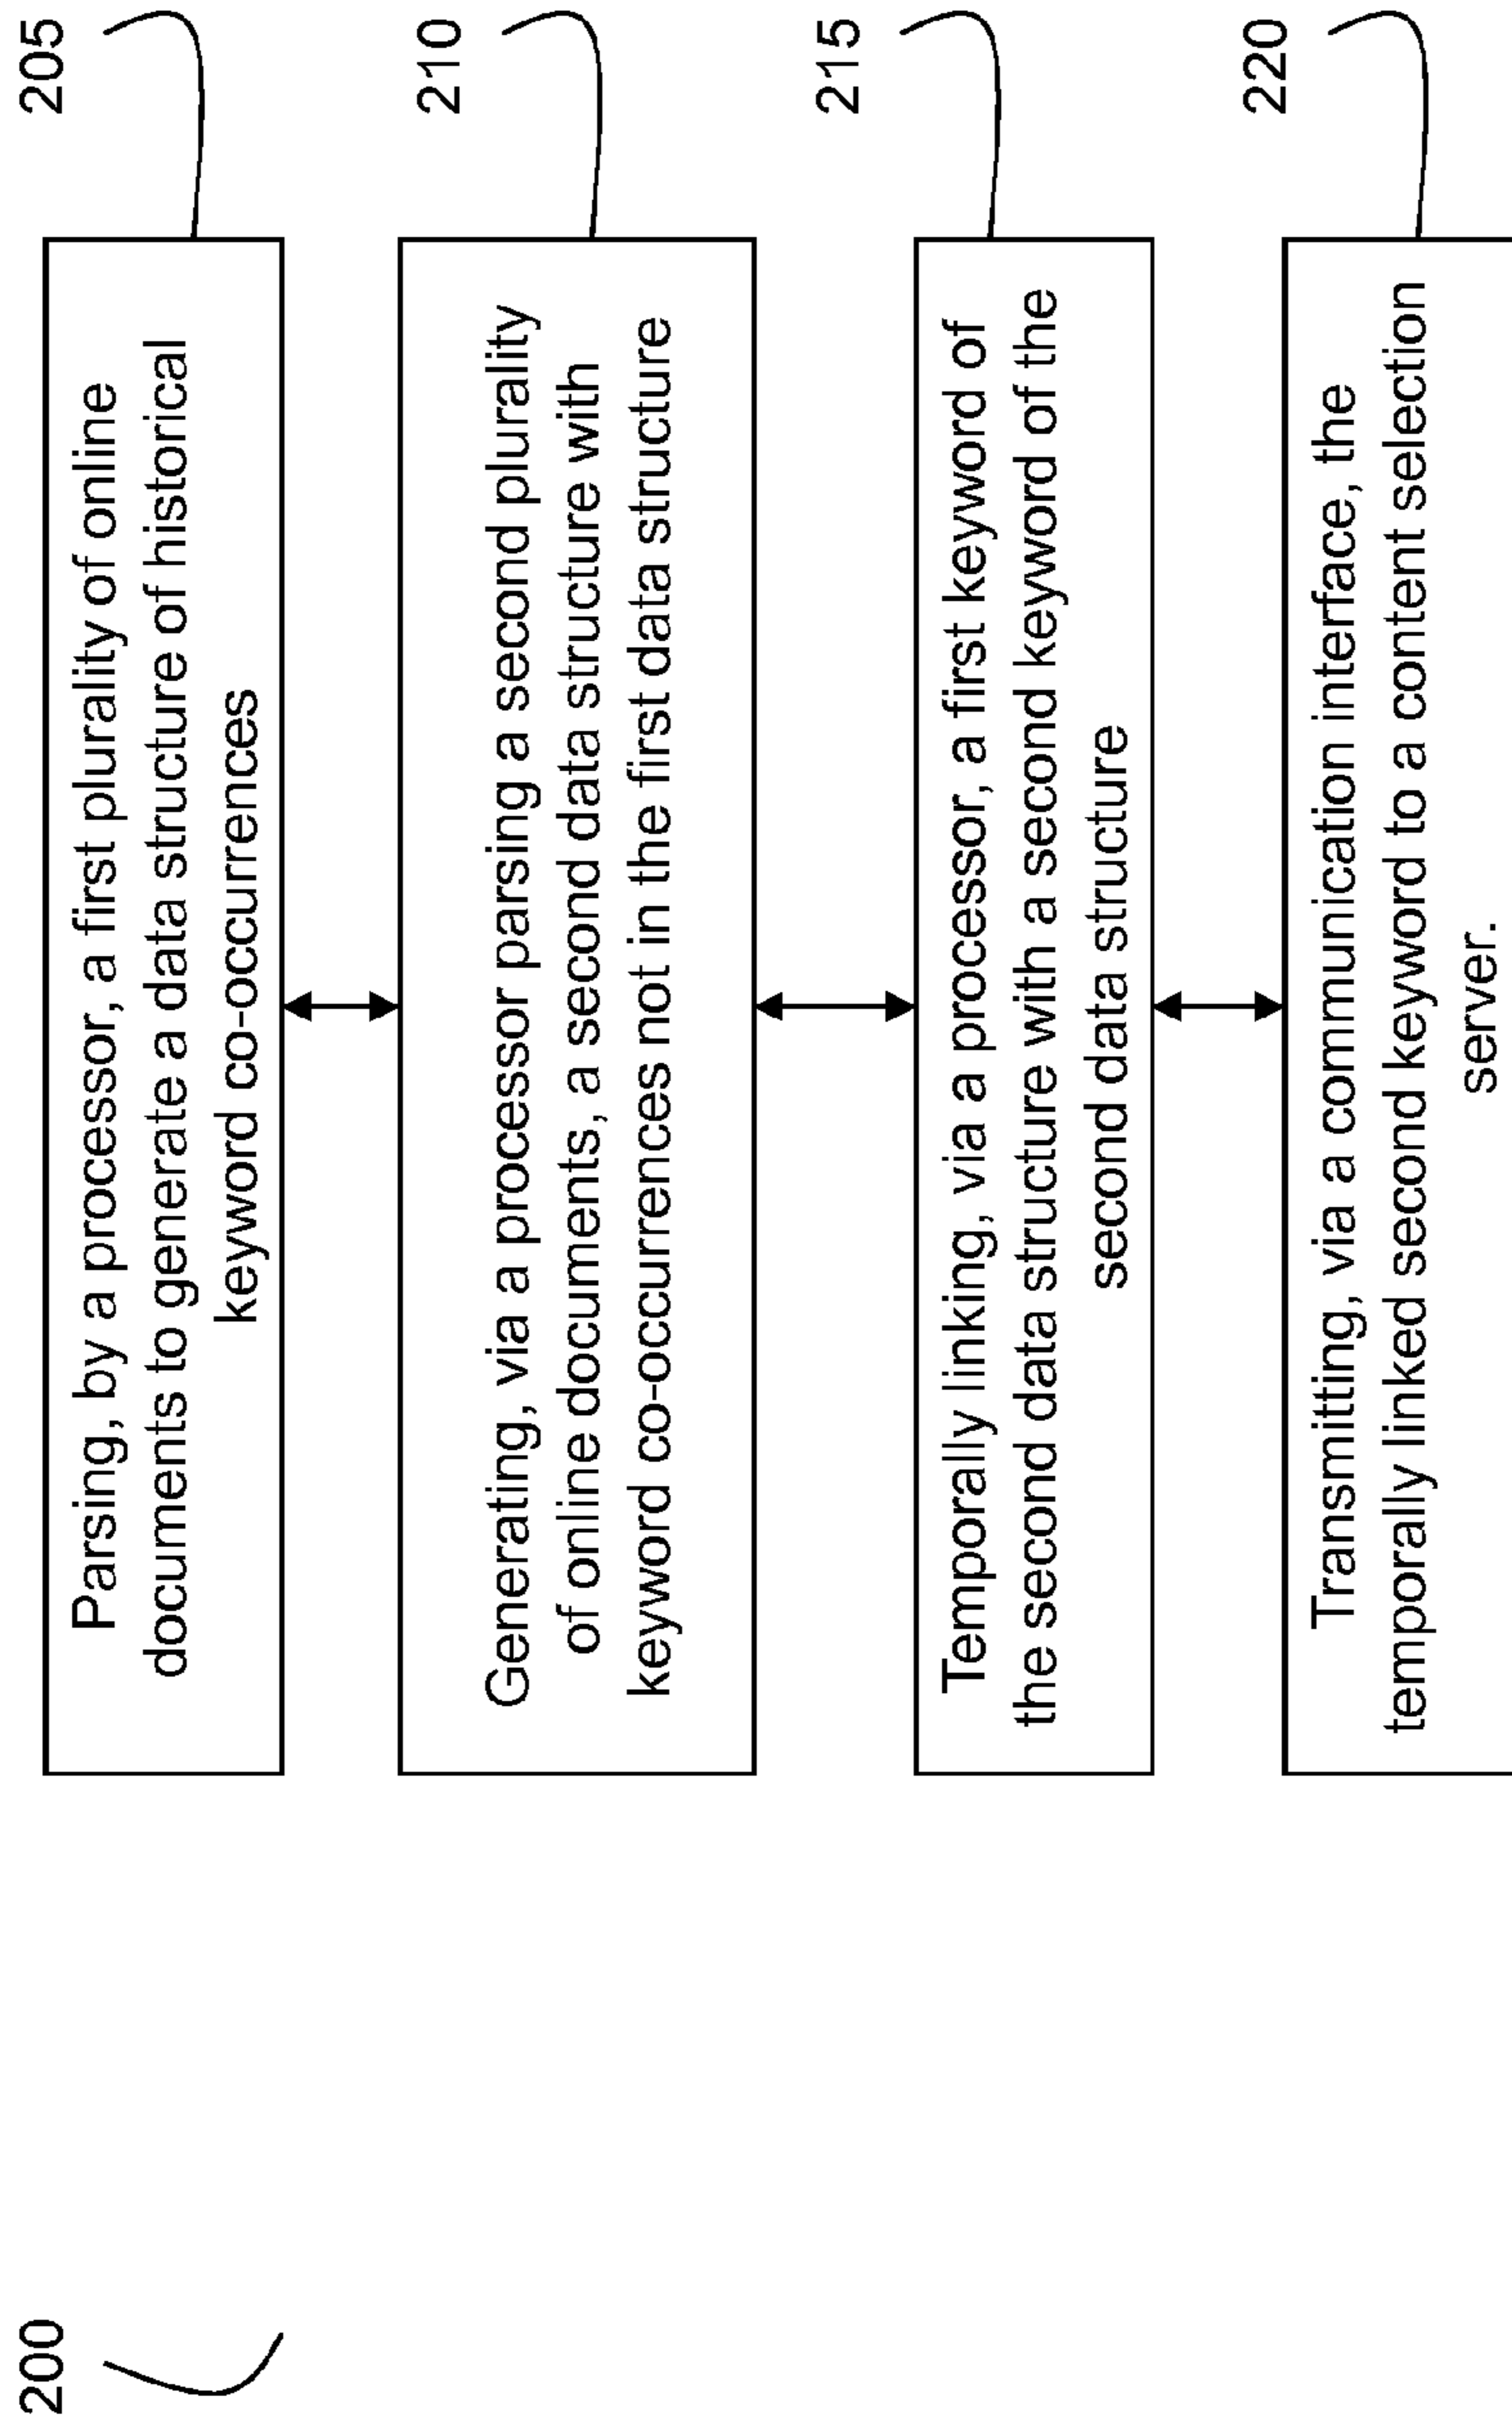 200
205
Parsing, by a processor, a first plurality of online
documents to generate a data structure of historical
keyword co-occurrences
210
Generating, via a processor parsing a second plurality
of online documents, a second data structure with
keyword co-occurrences not in the first data structure
215
Temporally linking, via a processor, a first keyword of
the second data structure with a second keyword of the
second data structure
220
Transmitting, via a communication interface, the
temporally linked second keyword to a content selection
server.